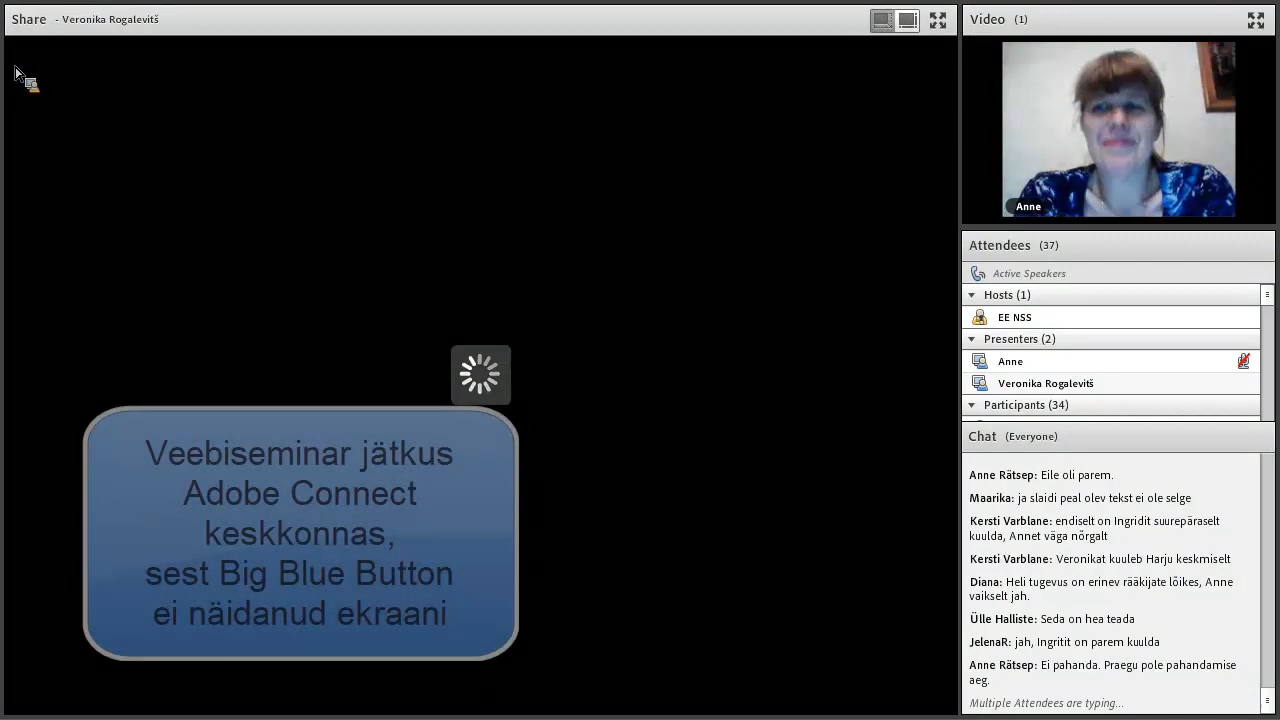 Share - Veronika Rogalevitš
Video (1)
Anne
Attendees (37)
Active Speakers
Hosts (1)
EE NSS
Presenters (2)
Anne
Veronika Rogalevitš
Participants (34)
Chat (Everyone)
Anne Rätsep: Eile oli parem.
Maarika: ja slaidi peal olev tekst ei ole selge
Kersti Varblane: endiselt on Ingridit suurepäraselt
kuulda, Annet väga nõrgalt
Kersti Varblane: Veronikat kuuleb Harju keskmiselt
Diana: Heli tugevus on erinev rääkijate lõikes, Anne
vaikselt jah.
Ülle Halliste: Seda on hea teada
JelenaR: jah, Ingritit on parem kuulda
Anne Rätsep: Ei pahanda. Praegu pole pahandamise
aeg.
Multiple Attendees are typing...
Veebiseminar jätkus
Adobe Connect
keskkonnas,
sest Big Blue Button
ei näidanud ekraani